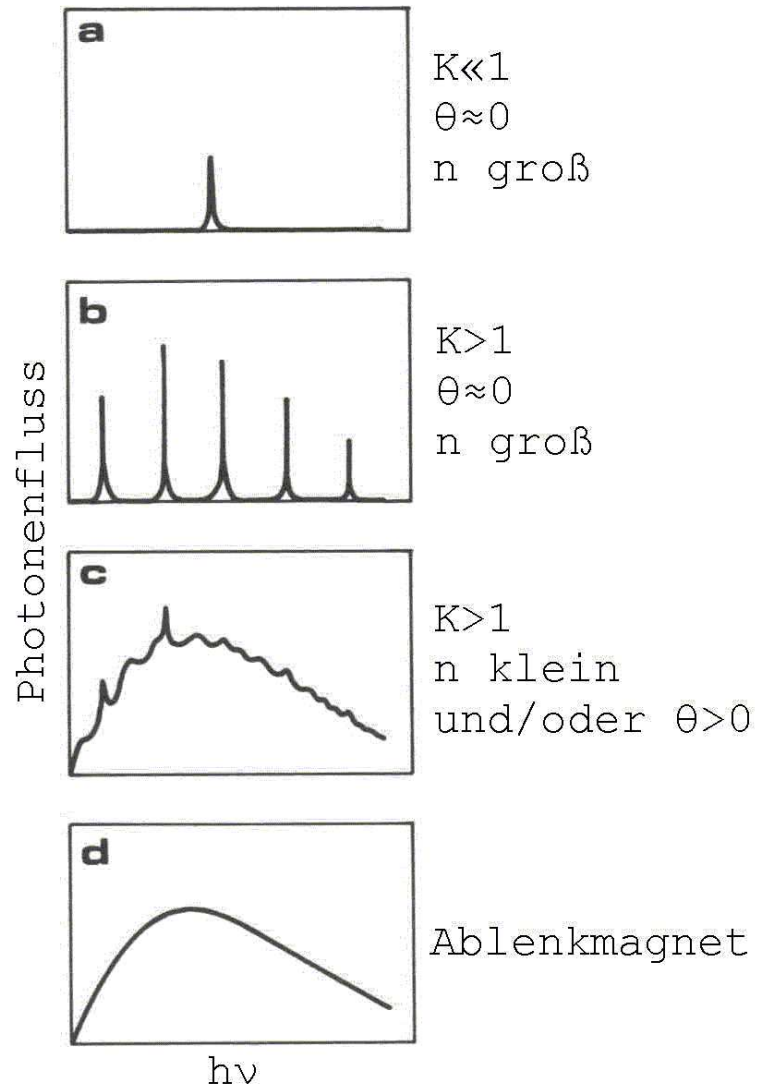 a
K≪1
θ≈0
n groß
b
K>1
θ≈0
n groß
Photonenfluss
c
K>1
n klein
und/oder θ>0
d
Ablenkmagnet
hν